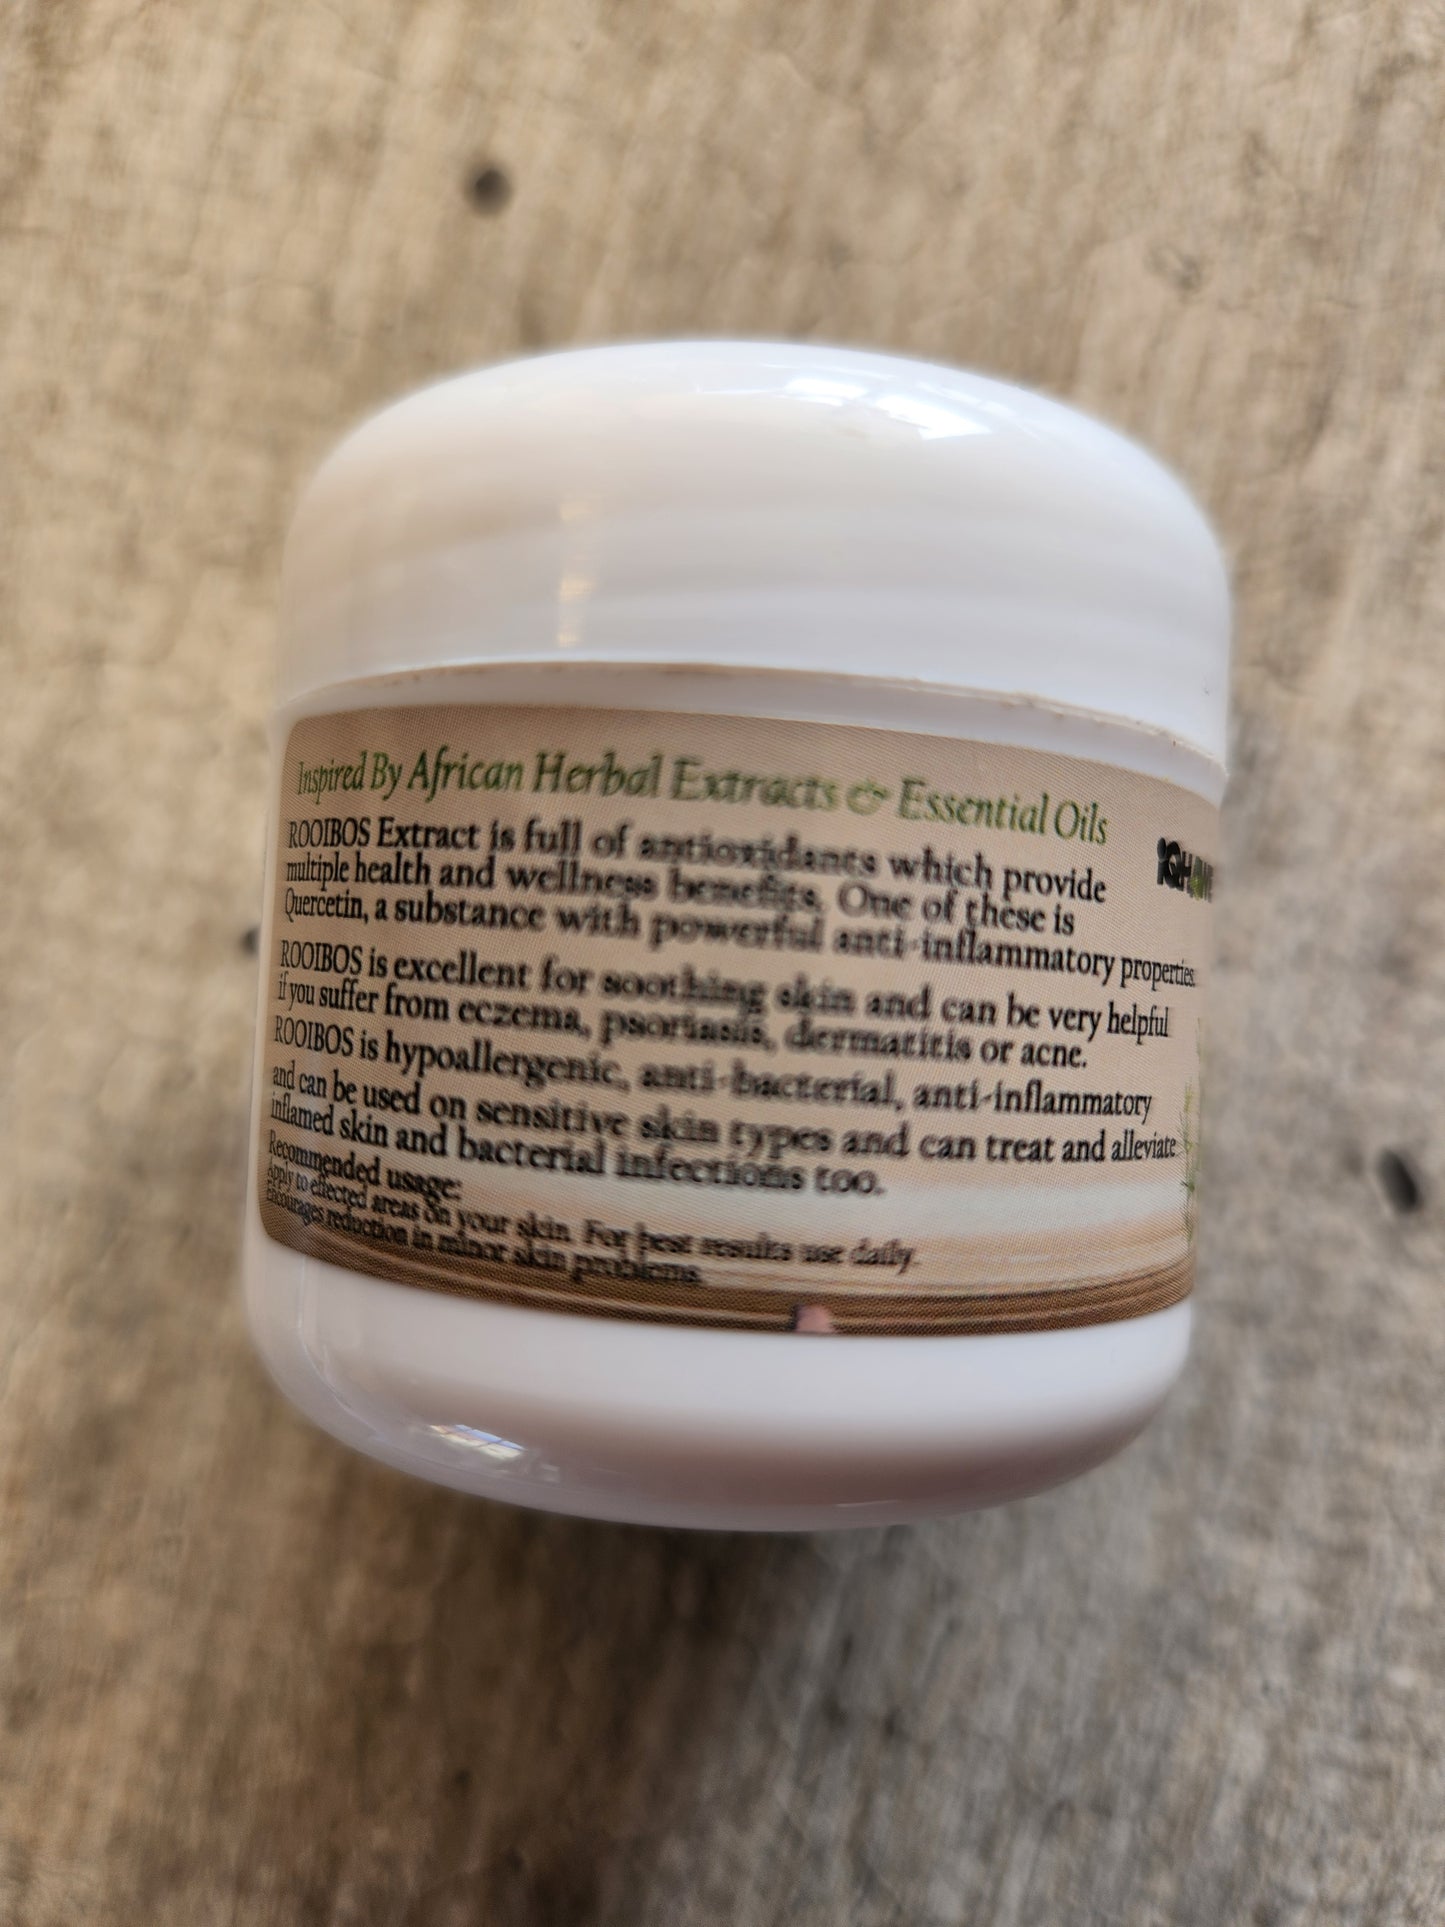 Inspired By African Herbal Extracts & Essential Oils
ROOIBOS Extract is full of antioxidants which provide
multiple health and wellness benefits. One of these is
Quercetin, a substance with powerful anti-inflammatory properties.
ROOIBOS is excellent for soothing skin and can be very helpful
if you suffer from eczema, psoriasis, dermatitis or acne.
ROOIBOS is hypoallergenic, anti-bacterial, anti-inflammatory
and can be used on sensitive skin types and can treat and alleviate
inflamed skin and bacterial infections too.
Recommended usage:
Apply to effected areas on your skin. For best results use daily.
encourages reduction in minor skin problems.